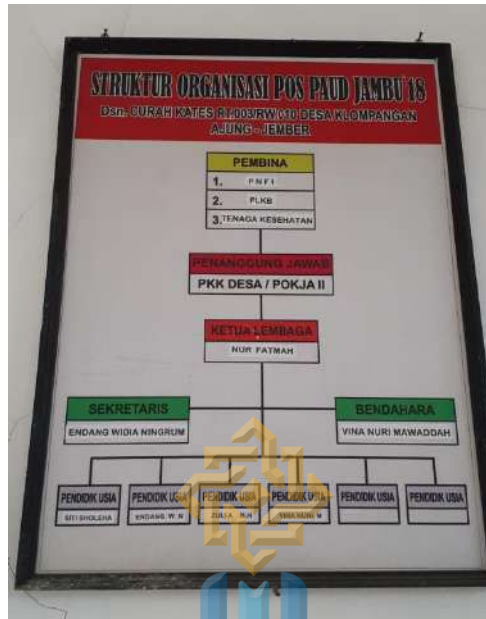 STRUKTUR ORGANISASI POS PAUD JAMBU 18
Dsn. CURAH KATES RT.003/RW.010 DESA KLOMPANGAN
AJUNG - JEMBER
PEMBINA
1. PNFI
2. PLKB
3. TENAGA KESEHATAN
PENANGGUNG JAWAB
PKK DESA / POKJA II
KETUA LEMBAGA
NUR FATMAH
SEKRETARIS
ENDANG WIDIA NINGRUM
BENDAHARA
VINA NURI MAWADDAH
PENDIDIK USIA
SITI SHOLEHA
PENDIDIK USIA
ENDANG W. N
PENDIDIK USIA
PENDIDIK USIA
VINA NURI M
PENDIDIK USIA
PENDIDIK USIA